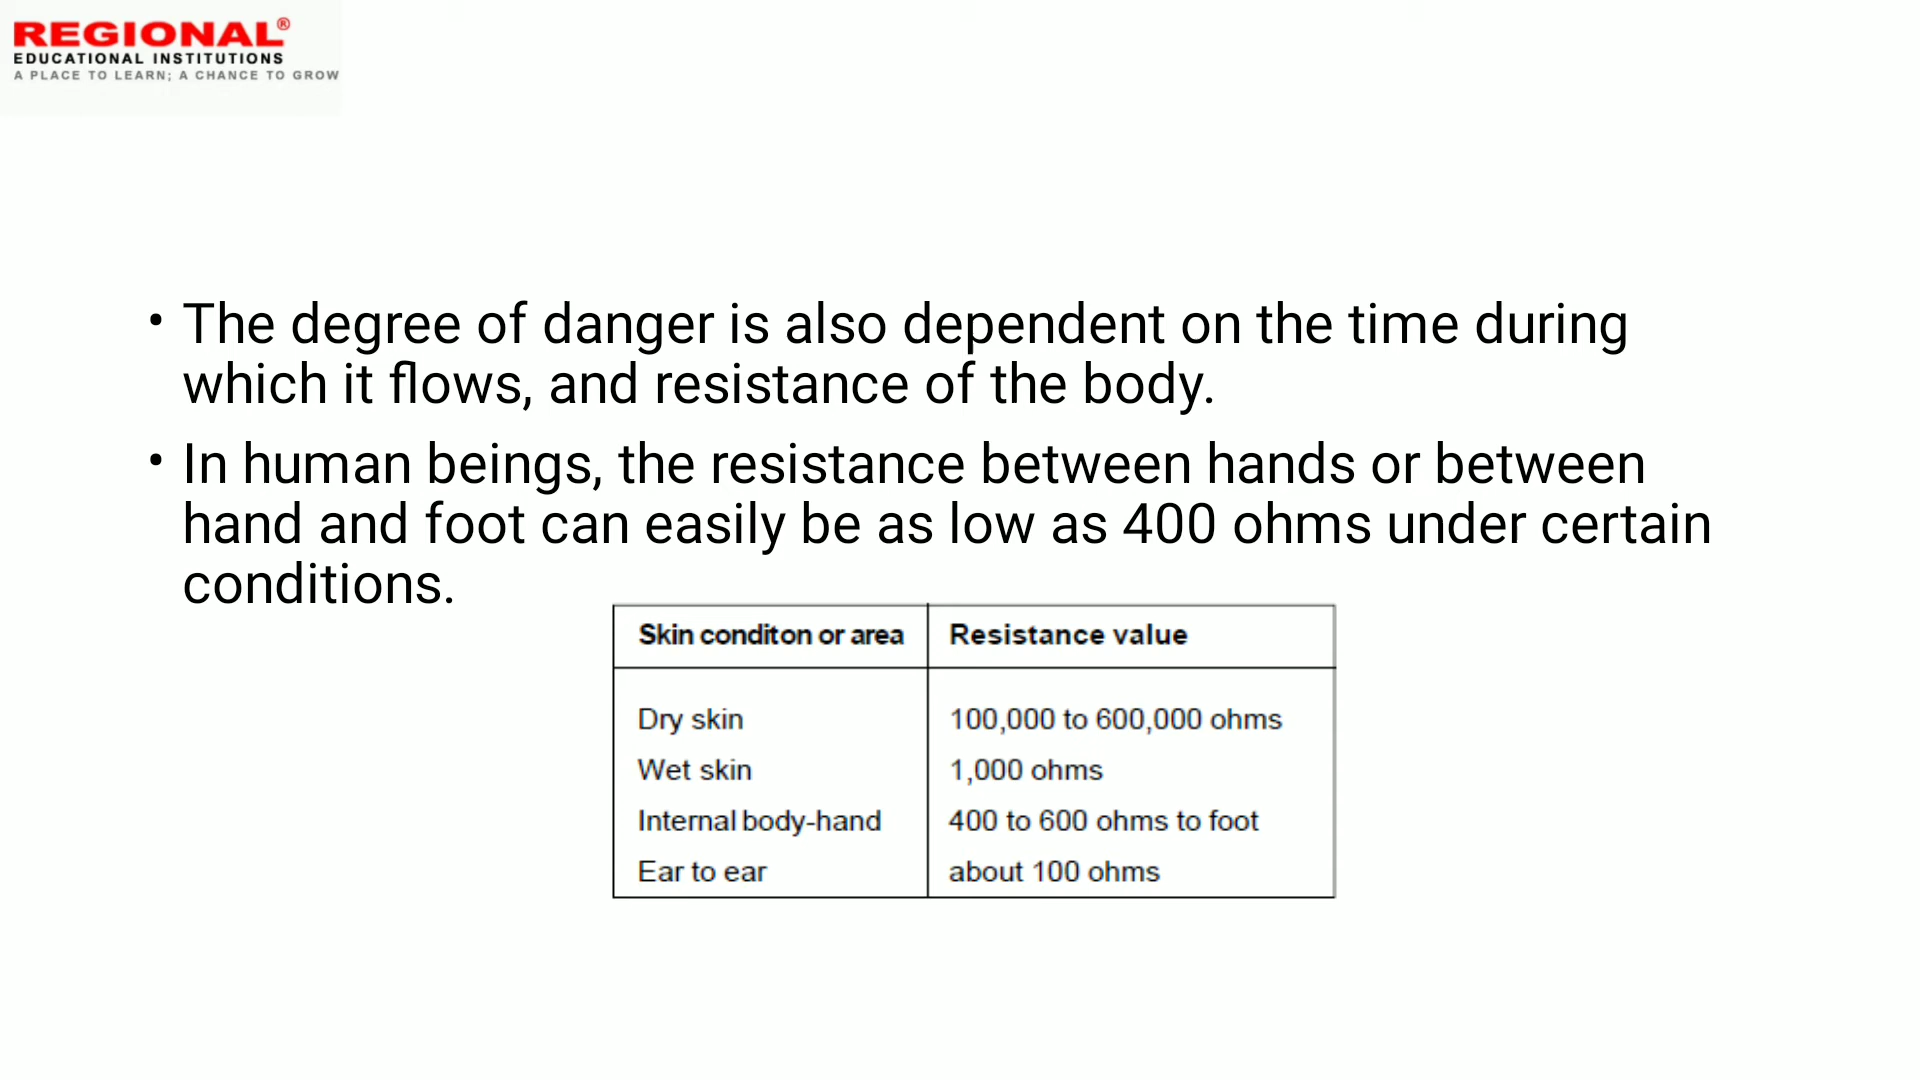 REGIONAL®
EDUCATIONAL INSTITUTIONS
A PLACE TO LEARN; A CHANCE TO GROW
• The degree of danger is also dependent on the time during
which it flows, and resistance of the body.
• In human beings, the resistance between hands or between
hand and foot can easily be as low as 400 ohms under certain
conditions.
Skin conditon or area Resistance value
Dry skin 100,000 to 600,000 ohms
Wet skin 1,000 ohms
Internal body-hand 400 to 600 ohms to foot
Ear to ear about 100 ohms